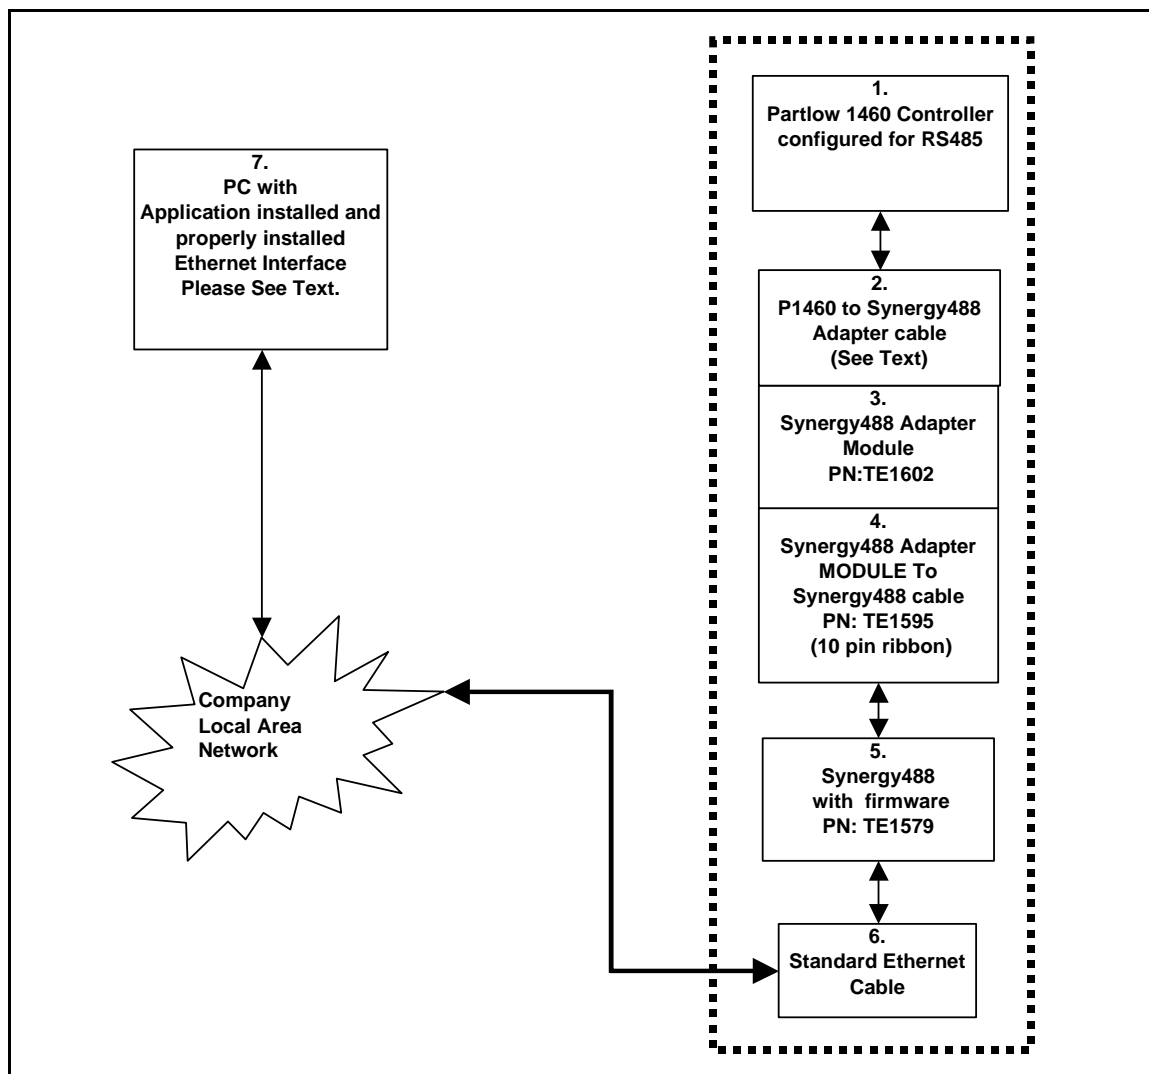 1.
Partlow 1460 Controller
configured for RS485
7.
PC with
Application installed and
properly installed
Ethernet Interface
Please See Text.
2.
P1460 to Synergy488
Adapter cable
(See Text)
3.
Synergy488 Adapter
Module
PN:TE1602
4.
Synergy488 Adapter
MODULE To
Synergy488 cable
PN: TE1595
(10 pin ribbon)
Company
Local Area
Network
5.
Synergy488
with firmware
PN: TE1579
6.
Standard Ethernet
Cable